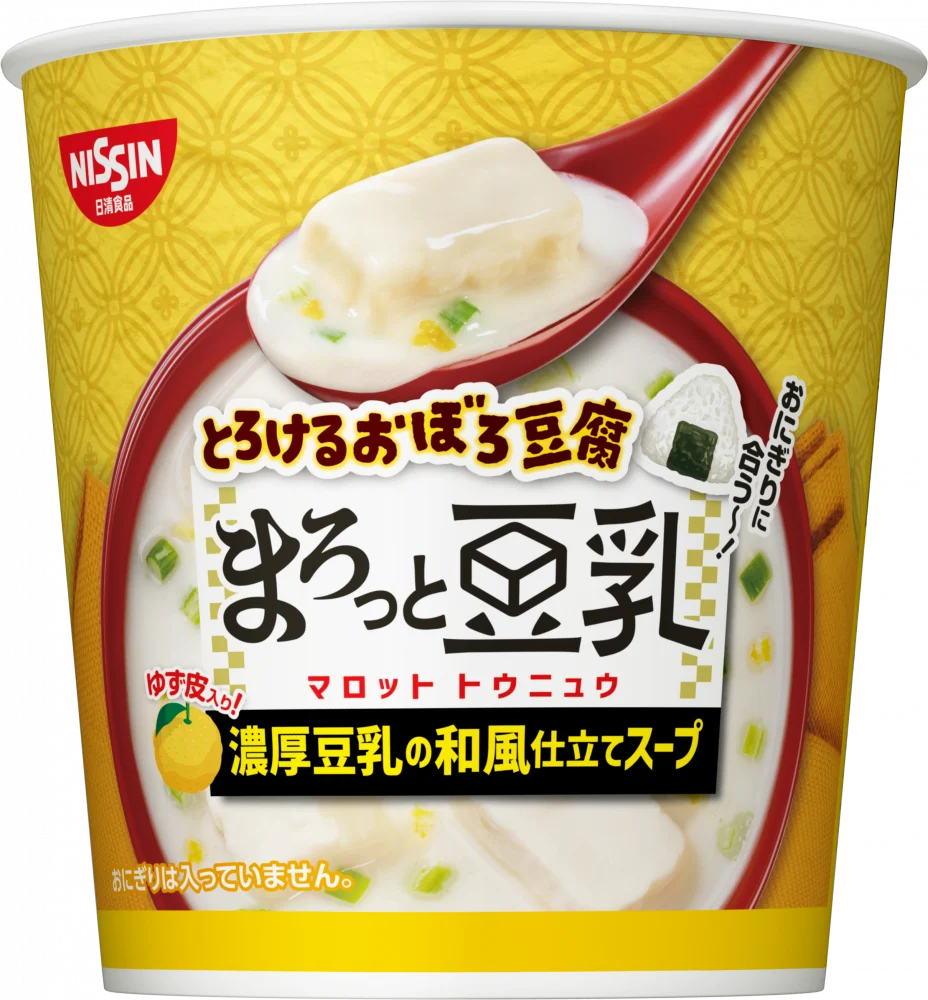 NISSIN
日清食品
とろけるおぼろ豆腐
おにぎりに
合う〜!
まろっと豆乳
マロット トウニュウ
ゆず皮入り!
濃厚豆乳の和風仕立てスープ
おにぎりは入っていません。